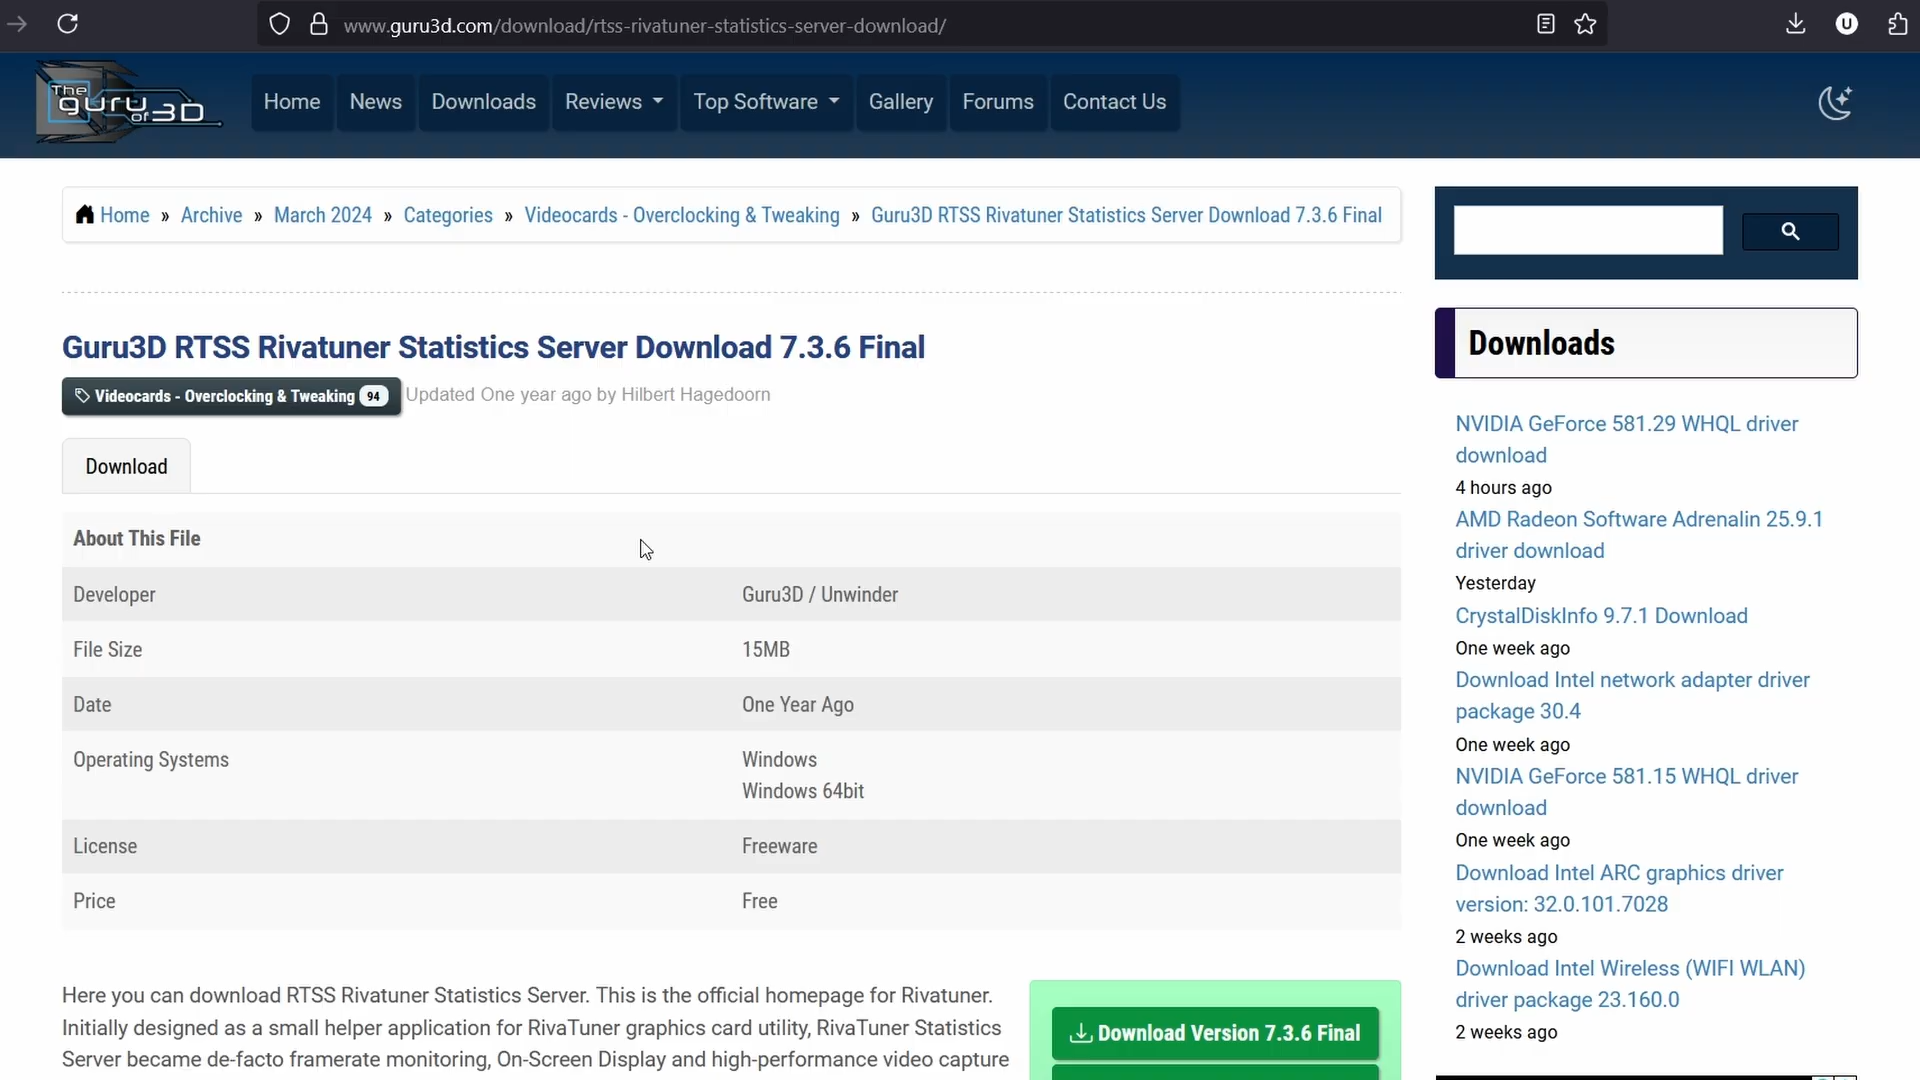 www.guru3d.com/download/rtss-rivatuner-statistics-server-download/
U
The guru of 3D
Home
News
Downloads
Reviews
Top Software
Gallery
Forums
Contact Us
Home » Archive » March 2024 » Categories » Videocards - Overclocking & Tweaking » Guru3D RTSS Rivatuner Statistics Server Download 7.3.6 Final
Guru3D RTSS Rivatuner Statistics Server Download 7.3.6 Final
Videocards - Overclocking & Tweaking 94 Updated One year ago by Hilbert Hagedoorn
Download
About This File
Developer Guru3D / Unwinder
File Size 15MB
Date One Year Ago
Operating Systems Windows
Windows 64bit
License Freeware
Price Free
Here you can download RTSS Rivatuner Statistics Server. This is the official homepage for Rivatuner.
Initially designed as a small helper application for RivaTuner graphics card utility, RivaTuner Statistics
Server became de-facto framerate monitoring, On-Screen Display and high-performance video capture
Download Version 7.3.6 Final
Downloads
NVIDIA GeForce 581.29 WHQL driver
download
4 hours ago
AMD Radeon Software Adrenalin 25.9.1
driver download
Yesterday
CrystalDiskInfo 9.7.1 Download
One week ago
Download Intel network adapter driver
package 30.4
One week ago
NVIDIA GeForce 581.15 WHQL driver
download
One week ago
Download Intel ARC graphics driver
version: 32.0.101.7028
2 weeks ago
Download Intel Wireless (WIFI WLAN)
driver package 23.160.0
2 weeks ago